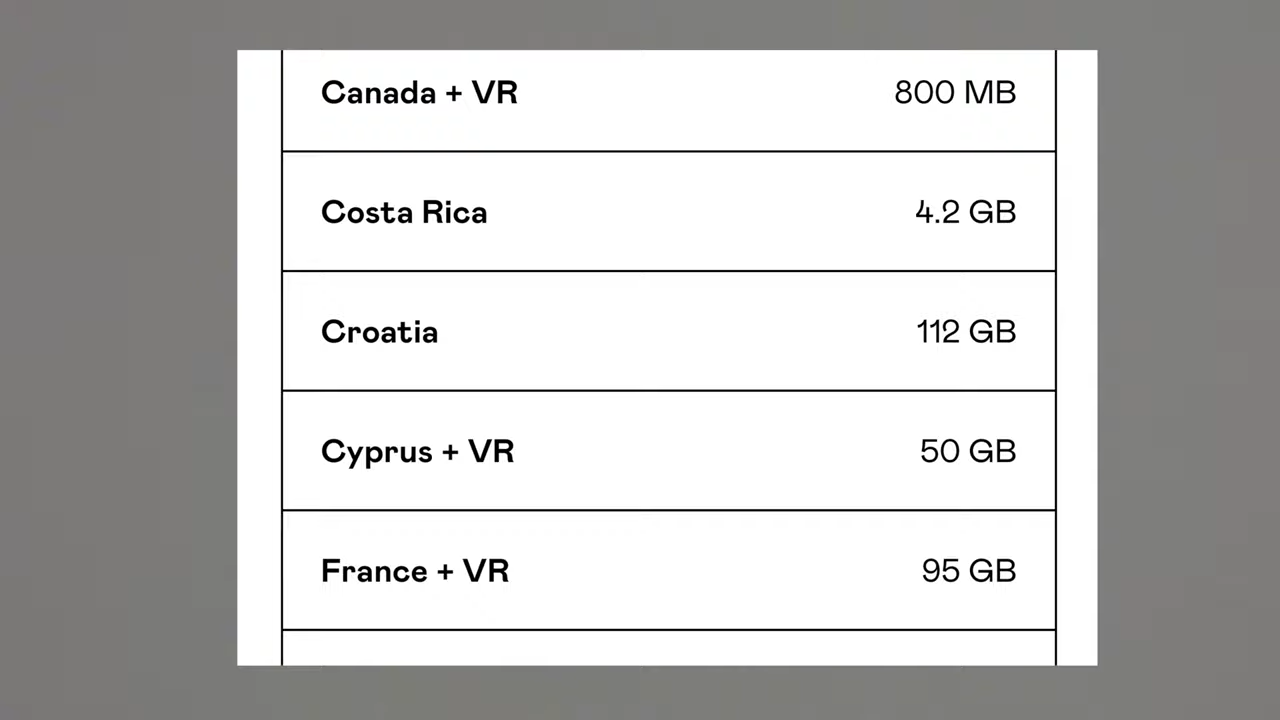 Canada + VR 800 MB
Costa Rica 4.2 GB
Croatia 112 GB
Cyprus + VR 50 GB
France + VR 95 GB